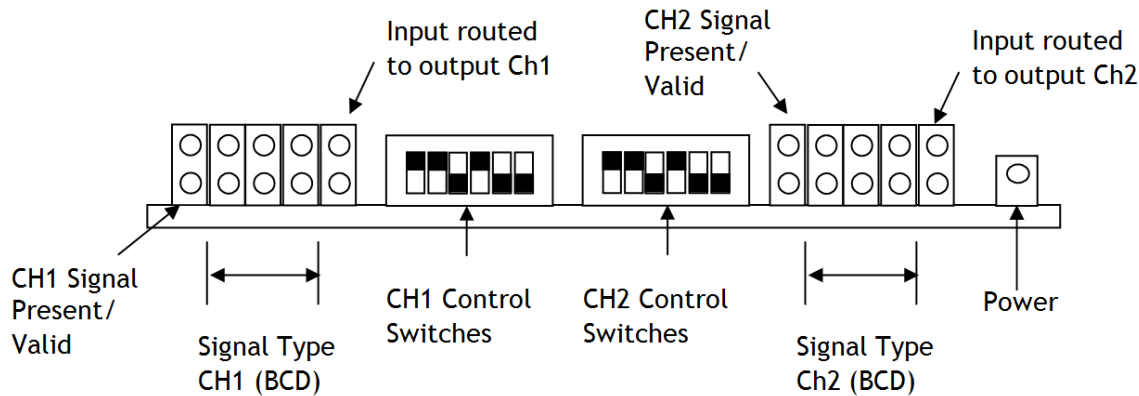 Input routed
to output Ch1
CH2 Signal
Present/
Valid
Input routed
to output Ch2
CH1 Signal
Present/
Valid
Signal Type
CH1 (BCD)
CH1 Control
Switches
CH2 Control
Switches
Signal Type
Ch2 (BCD)
Power